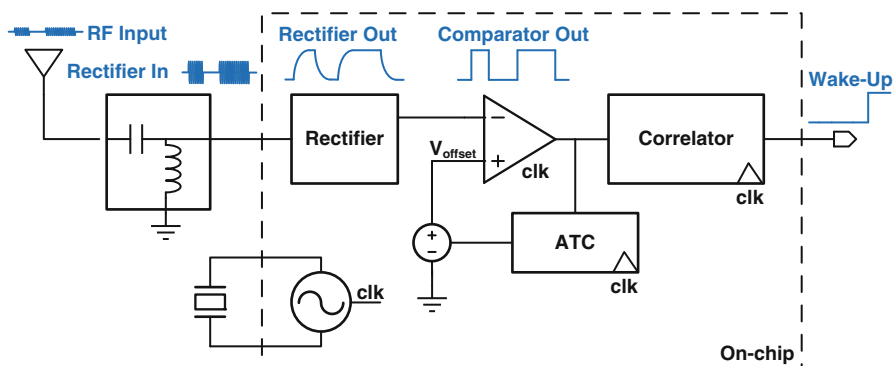 RF Input
Rectifier In
Rectifier Out
Comparator Out
Wake-Up
Rectifier
−
+
V_offset
clk
Correlator
clk
+
−
ATC
clk
clk
On-chip